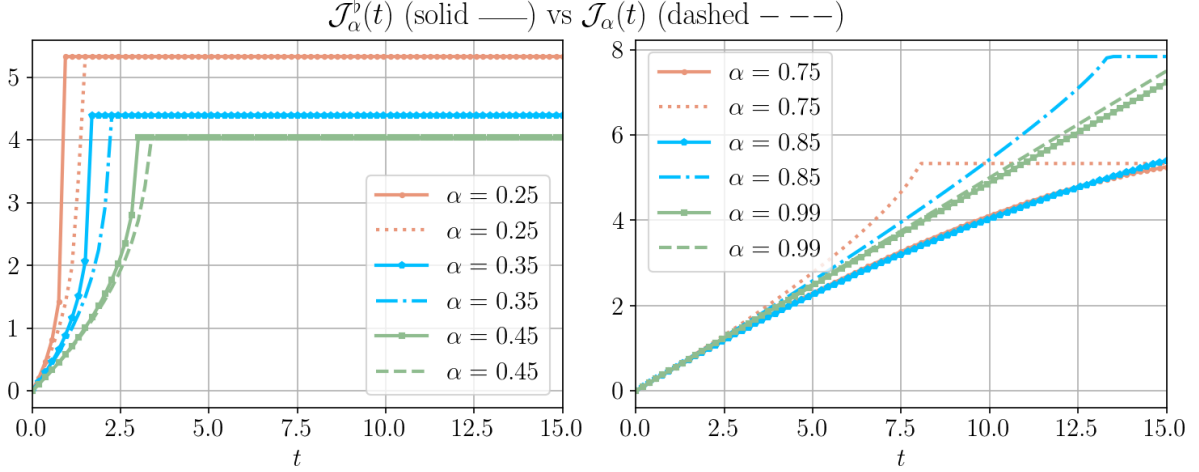 𝒥_α^♭(t) (solid ——) vs 𝒥_α(t) (dashed – – ––)
5
4
3
2
1
0
0.0 2.5 5.0 7.5 10.0 12.5 15.0
t
α = 0.25
α = 0.25
α = 0.35
α = 0.35
α = 0.45
α = 0.45
8
6
4
2
0
0.0 2.5 5.0 7.5 10.0 12.5 15.0
t
α = 0.75
α = 0.75
α = 0.85
α = 0.85
α = 0.99
α = 0.99